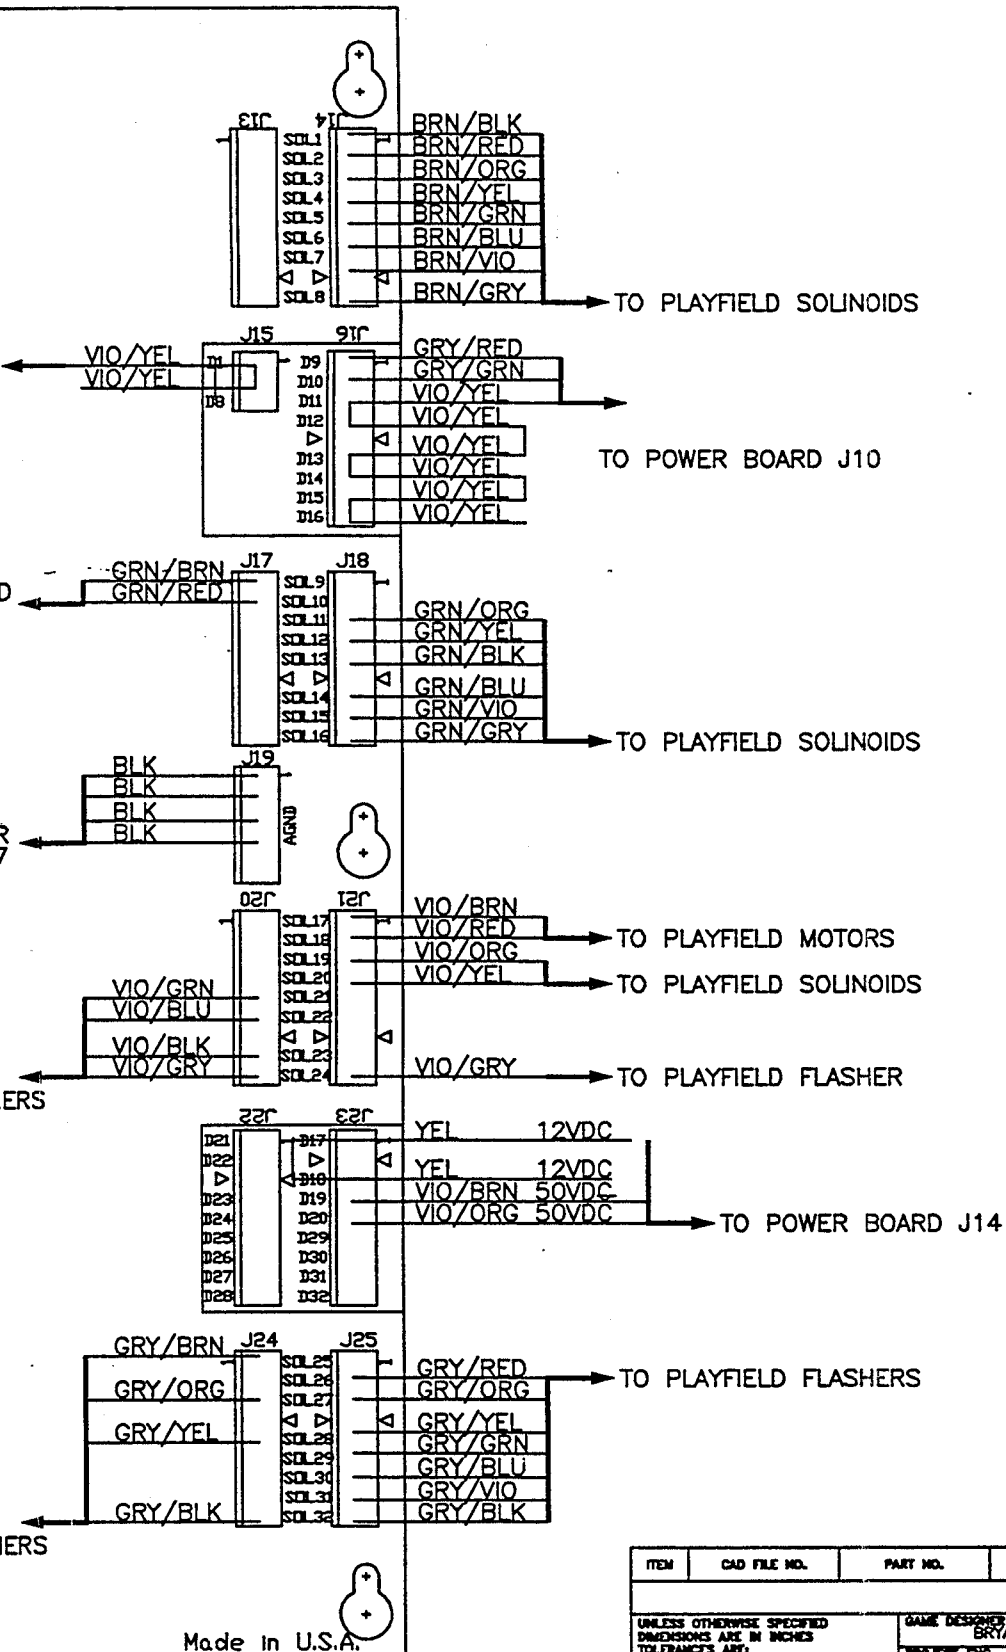 J13
J14
SOL1
SOL2
SOL3
SOL4
SOL5
SOL6
SOL7
SOL8
BRN/BLK
BRN/RED
BRN/ORG
BRN/YEL
BRN/GRN
BRN/BLU
BRN/VIO
BRN/GRY
TO PLAYFIELD SOLINOIDS
VIO/YEL
VIO/YEL
J15
D1
D8
J16
D9
D10
D11
D12
D13
D14
D15
D16
GRY/RED
GRY/GRN
VIO/YEL
VIO/YEL
VIO/YEL
VIO/YEL
VIO/YEL
VIO/YEL
TO POWER BOARD J10
D
GRN/BRN
GRN/RED
J17
J18
SOL9
SOL10
SOL11
SOL12
SOL13
SOL14
SOL15
SOL16
GRN/ORG
GRN/YEL
GRN/BLK
GRN/BLU
GRN/VIO
GRN/GRY
TO PLAYFIELD SOLINOIDS
BLK
BLK
BLK
BLK
R
7
J19
AGND
J20
J21
SOL17
SOL18
SOL19
SOL20
SOL21
SOL22
SOL23
SOL24
VIO/GRN
VIO/BLU
VIO/BLK
VIO/GRY
ERS
VIO/BRN
VIO/RED
VIO/ORG
VIO/YEL
VIO/GRY
TO PLAYFIELD MOTORS
TO PLAYFIELD SOLINOIDS
TO PLAYFIELD FLASHER
J22
J23
D21
D22
D23
D24
D25
D26
D27
D28
D17
D18
D19
D20
D29
D30
D31
D32
YEL 12VDC
YEL 12VDC
VIO/BRN 50VDC
VIO/ORG 50VDC
TO POWER BOARD J14
GRY/BRN
GRY/ORG
GRY/YEL
GRY/BLK
HERS
J24
J25
SOL25
SOL26
SOL27
SOL28
SOL29
SOL30
SOL31
SOL32
GRY/RED
GRY/ORG
GRY/YEL
GRY/GRN
GRY/BLU
GRY/VIO
GRY/BLK
TO PLAYFIELD FLASHERS
Made in U.S.A.
ITEM CAD FILE NO. PART NO.
UNLESS OTHERWISE SPECIFIED
DIMENSIONS ARE IN INCHES
TOLERANCES ARE:
GAME DESIGNER
BRY